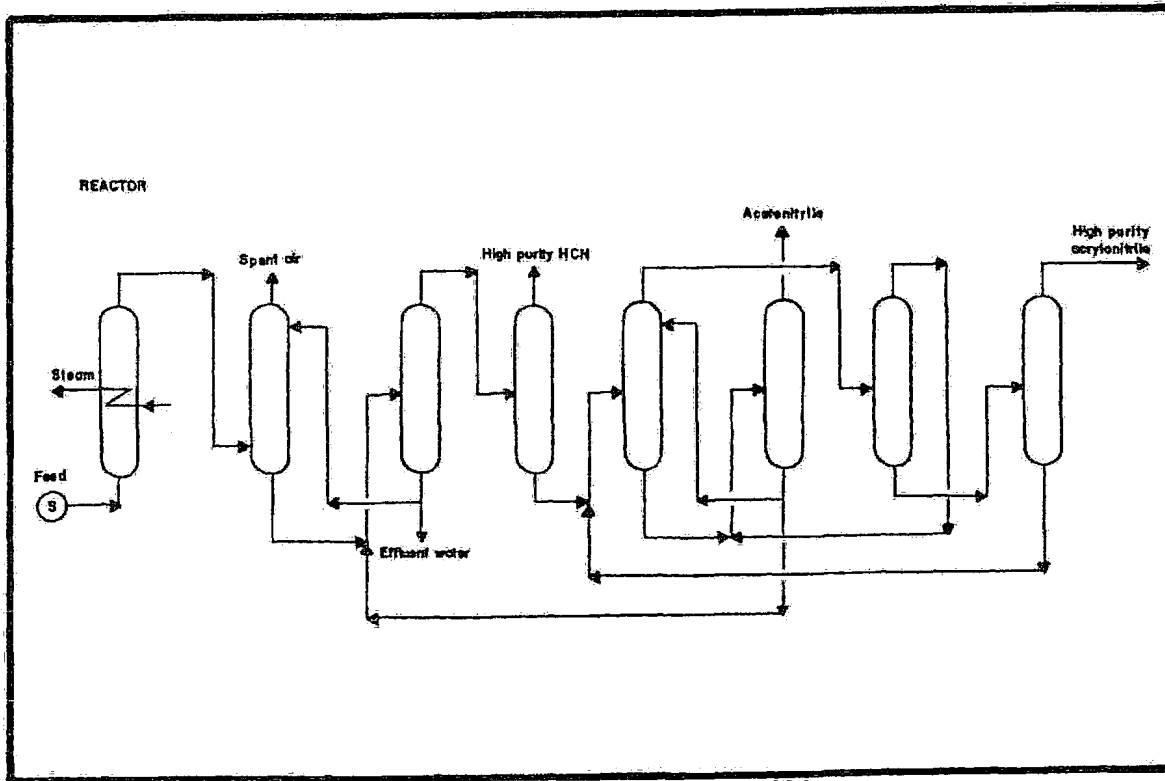 REACTOR
Spent air
High purity HCN
Acetonitrile
High purity
acrylonitrile
Steam
Feed
S
Effluent water